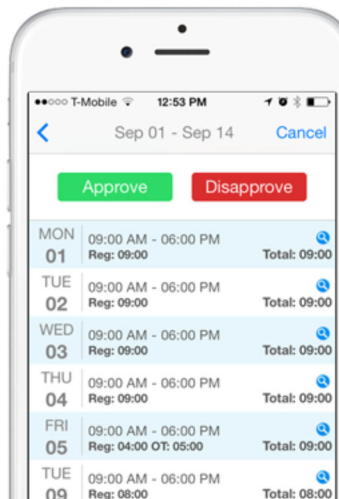 T-Mobile 12:53 PM
Sep 01 - Sep 14 Cancel
Approve Disapprove
MON 01
09:00 AM - 06:00 PM
Reg: 09:00 Total: 09:00
TUE 02
09:00 AM - 06:00 PM
Reg: 09:00 Total: 09:00
WED 03
09:00 AM - 06:00 PM
Reg: 09:00 Total: 09:00
THU 04
09:00 AM - 06:00 PM
Reg: 09:00 Total: 09:00
FRI 05
09:00 AM - 06:00 PM
Reg: 04:00 OT: 05:00 Total: 09:00
TUE 09
09:00 AM - 06:00 PM
Reg: 08:00 Total: 08:00